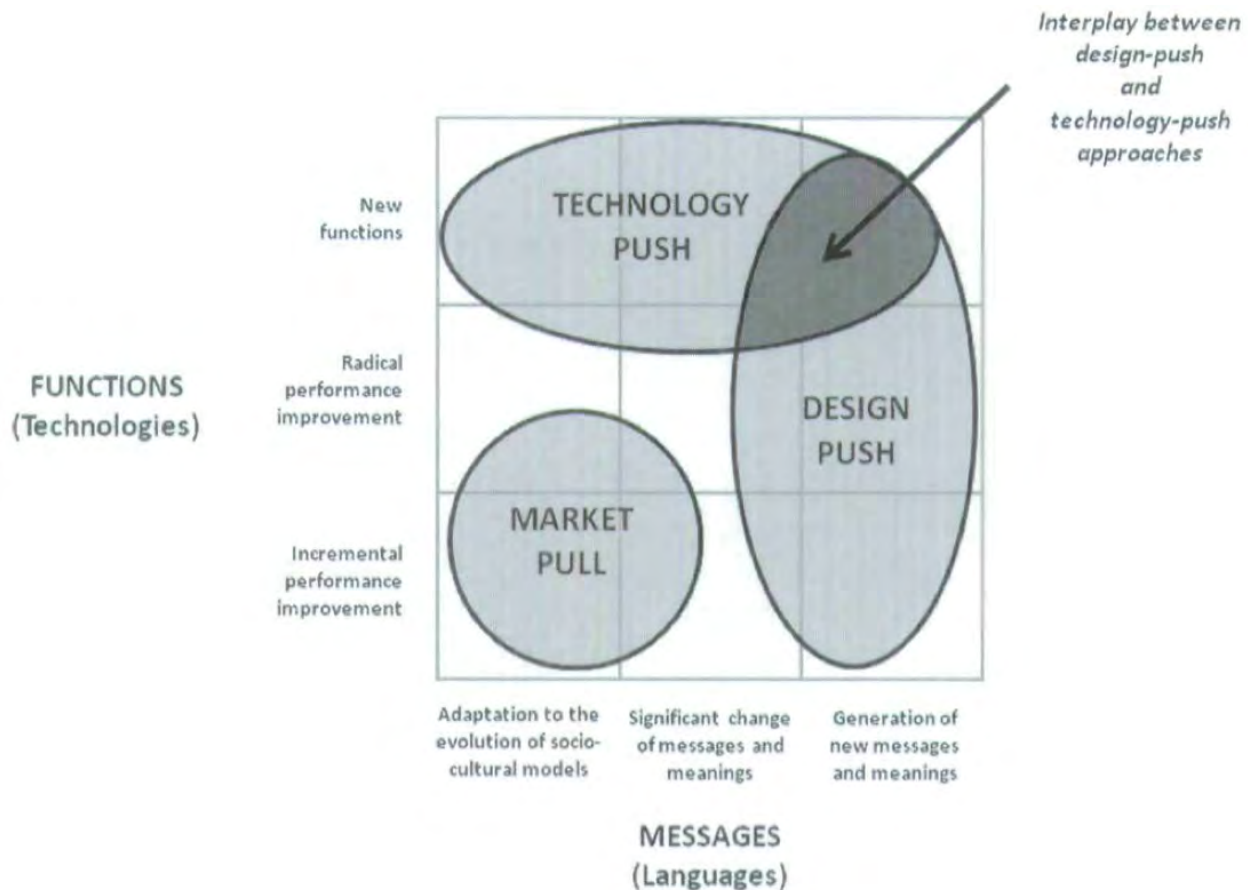 Interplay between
design-push
and
technology-push
approaches
TECHNOLOGY
PUSH
New
functions
Radical
performance
improvement
FUNCTIONS
(Technologies)
DESIGN
PUSH
MARKET
PULL
Incremental
performance
improvement
Adaptation to the
evolution of socio-
cultural models
Significant change
of messages and
meanings
Generation of
new messages
and meanings
MESSAGES
(Languages)